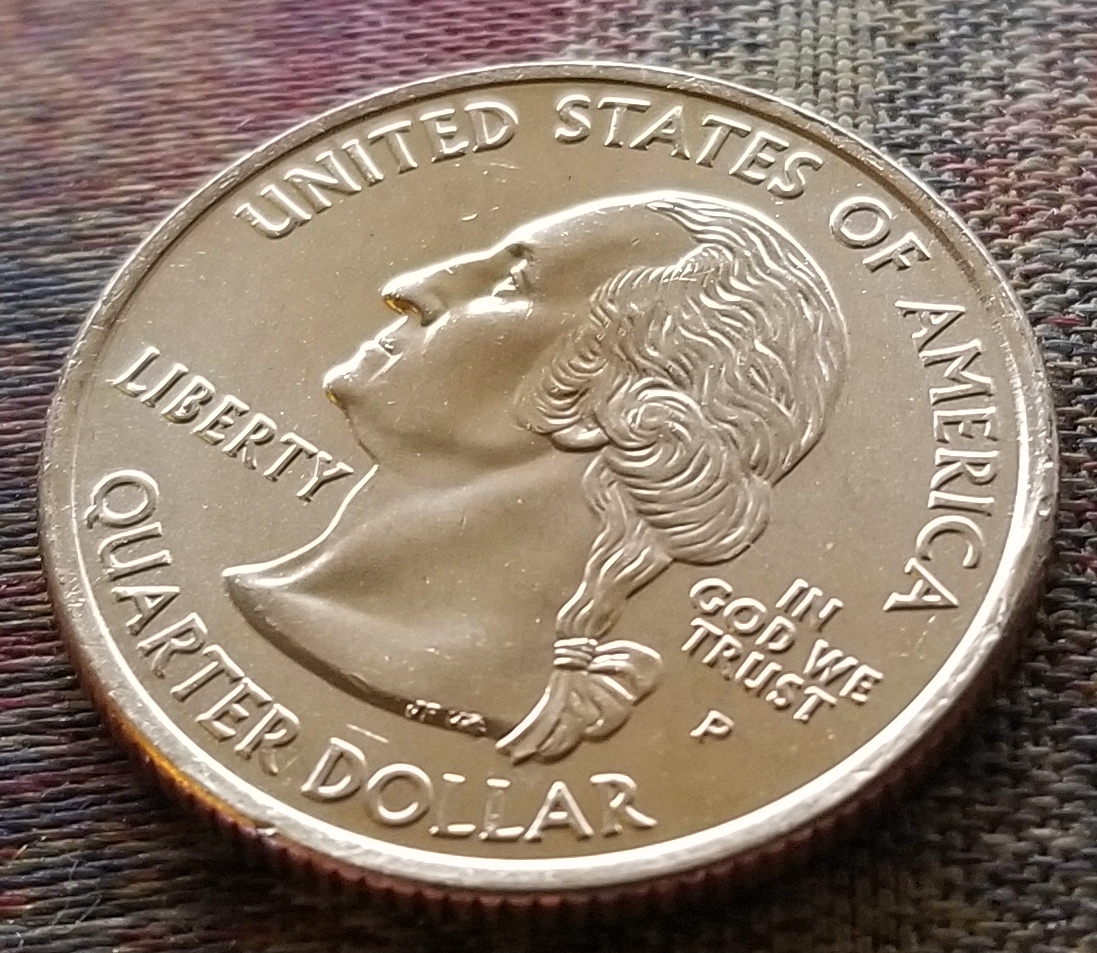 UNITED STATES OF AMERICA
LIBERTY
IN
GOD WE
TRUST
P
QUARTER DOLLAR